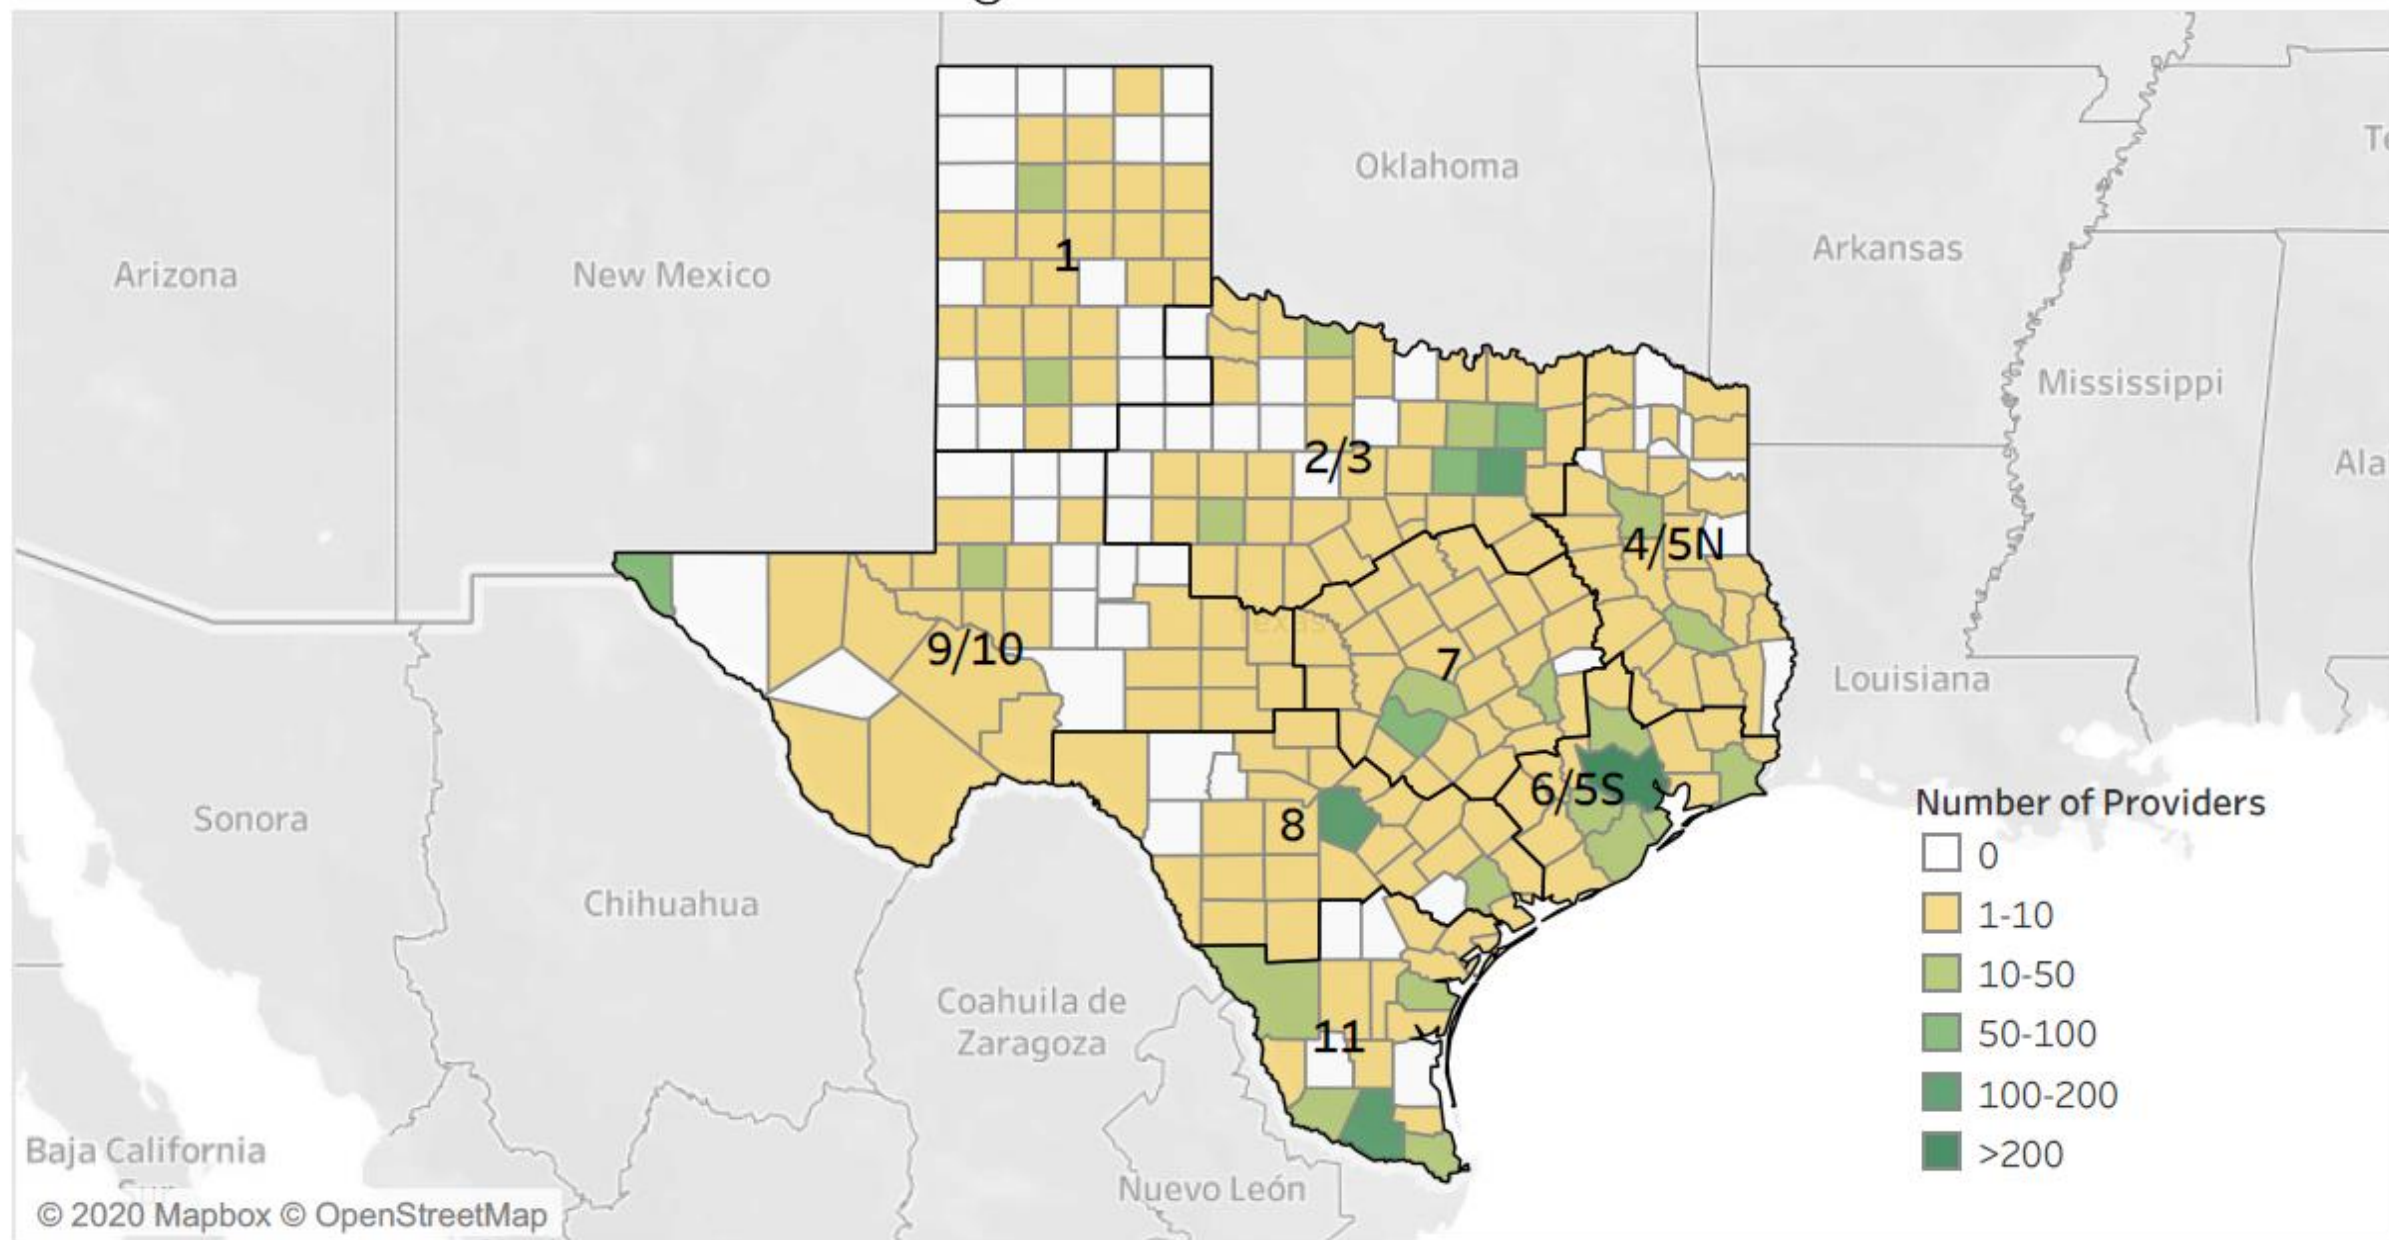 Oklahoma
Arizona
New Mexico
Arkansas
Mississippi
1
2/3
4/5N
Texas
9/10
7
Louisiana
Sonora
6/5S
8
Chihuahua
Coahuila de
Zaragoza
11
Baja California
Sur
Nuevo León
Number of Providers
0
1-10
10-50
50-100
100-200
>200
© 2020 Mapbox © OpenStreetMap